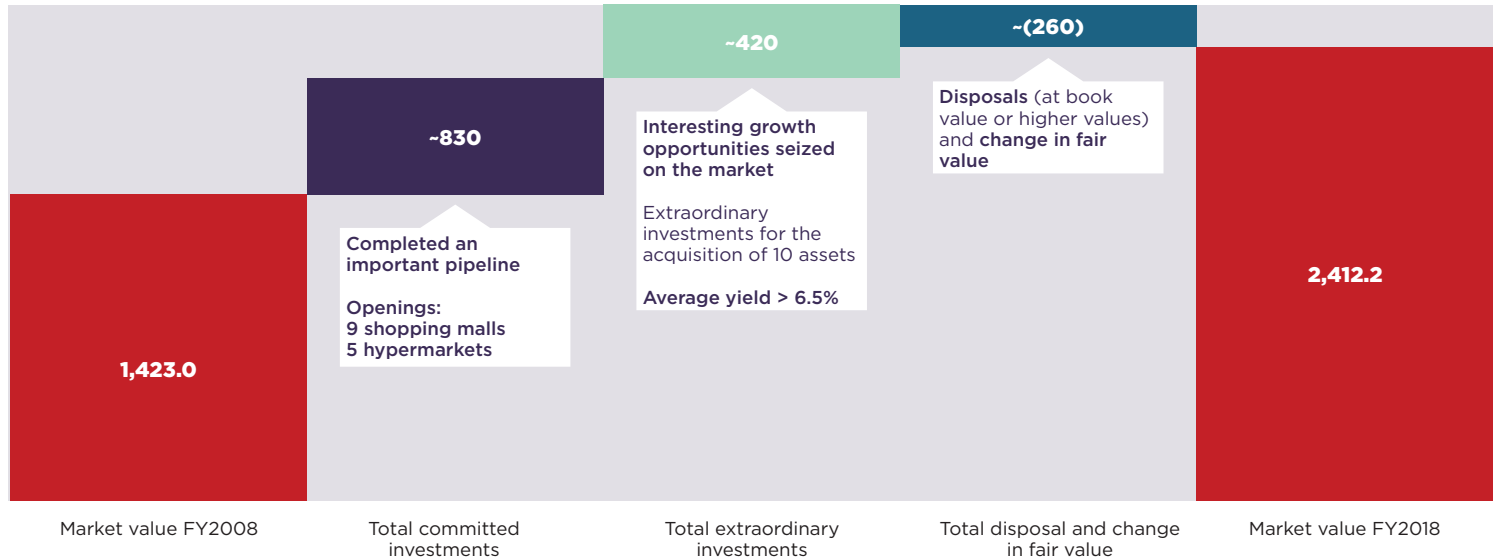 ~420
~(260)
~830
1,423.0
2,412.2
Completed an
important pipeline
Openings:
9 shopping malls
5 hypermarkets
Interesting growth
opportunities seized
on the market
Extraordinary
investments for the
acquisition of 10 assets
Average yield > 6.5%
Disposals (at book
value or higher values)
and change in fair
value
Market value FY2008
Total committed
investments
Total extraordinary
investments
Total disposal and change
in fair value
Market value FY2018